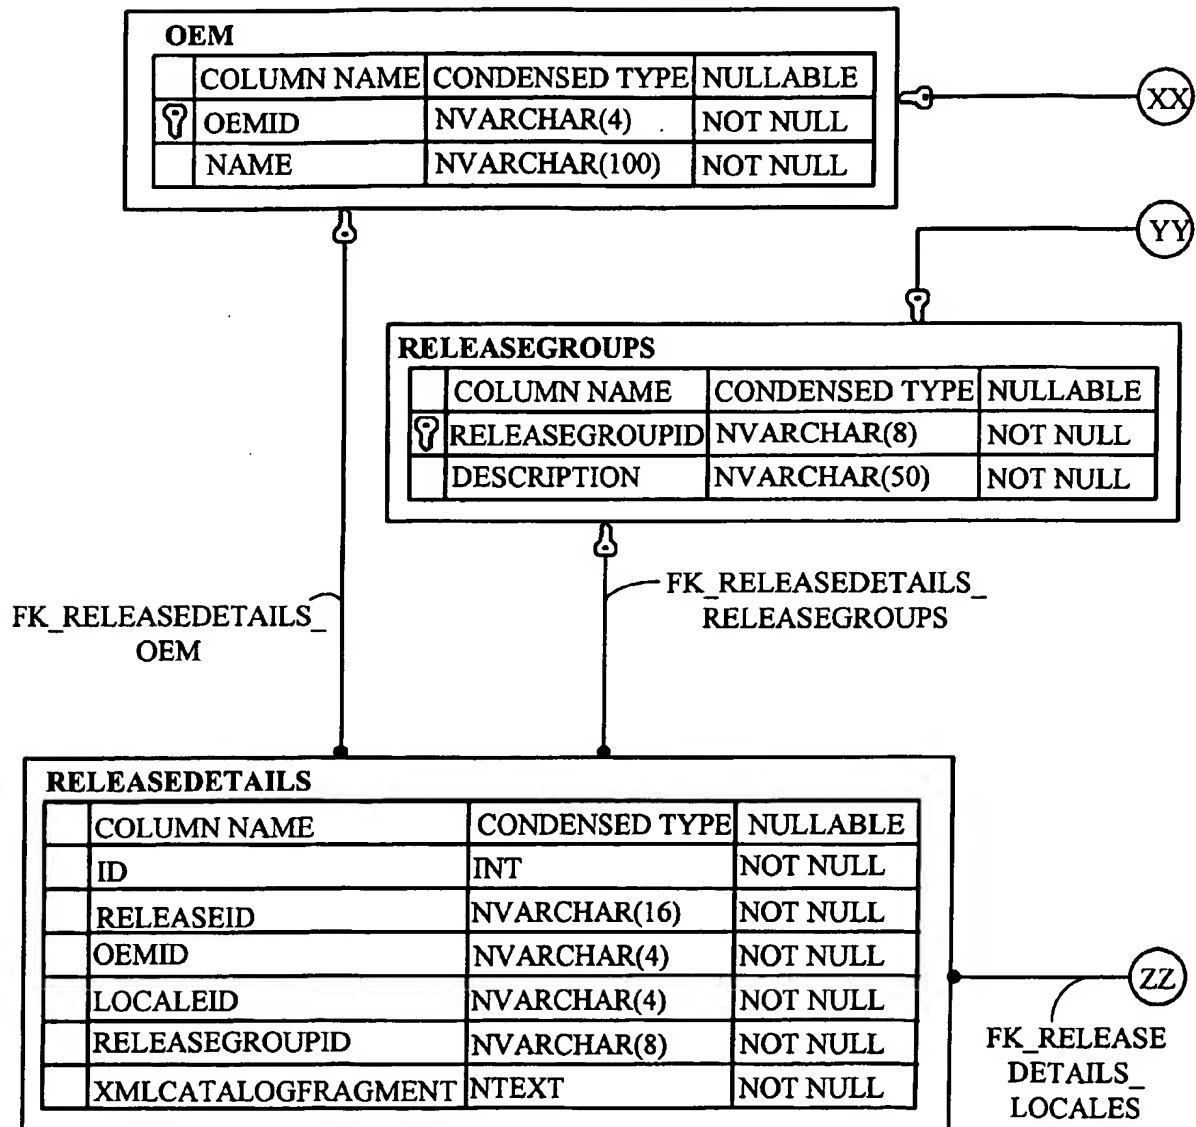 OEM
COLUMN NAME CONDENSED TYPE NULLABLE
OEMID NVARCHAR(4) NOT NULL
NAME NVARCHAR(100) NOT NULL
XX
YY
RELEASEGROUPS
COLUMN NAME CONDENSED TYPE NULLABLE
RELEASEGROUPID NVARCHAR(8) NOT NULL
DESCRIPTION NVARCHAR(50) NOT NULL
FK_RELEASEDETAILS_
OEM
FK_RELEASEDETAILS_
RELEASEGROUPS
RELEASEDETAILS
COLUMN NAME CONDENSED TYPE NULLABLE
ID INT NOT NULL
RELEASEID NVARCHAR(16) NOT NULL
OEMID NVARCHAR(4) NOT NULL
LOCALEID NVARCHAR(4) NOT NULL
RELEASEGROUPID NVARCHAR(8) NOT NULL
XMLCATALOGFRAGMENT NTEXT NOT NULL
ZZ
FK_RELEASE
DETAILS_
LOCALES